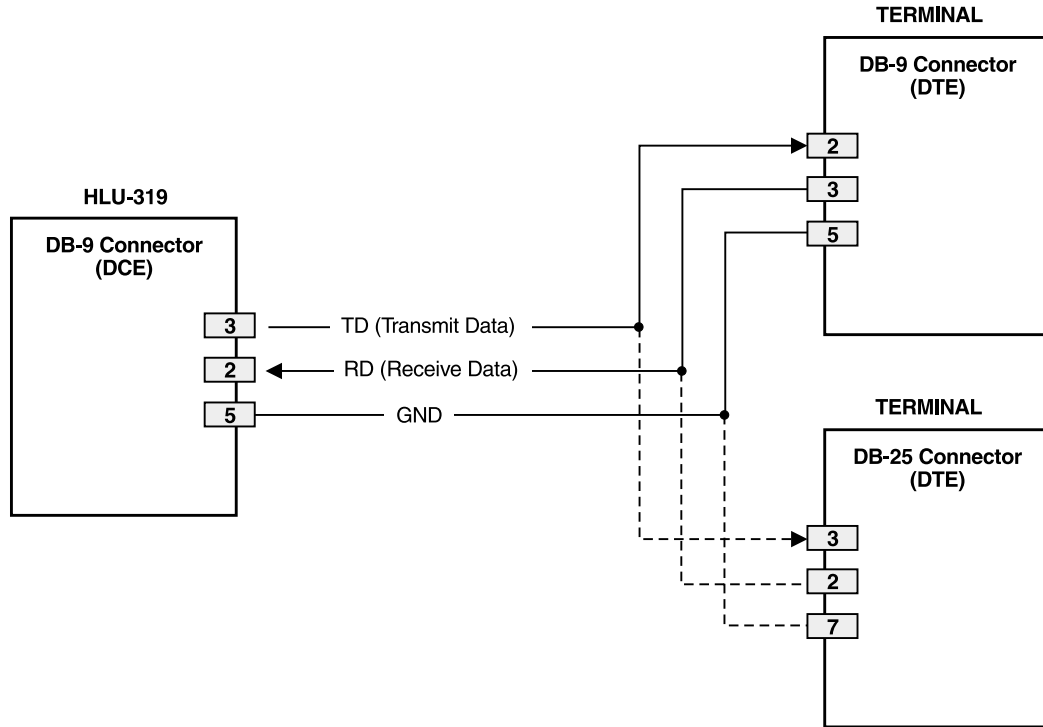 HLU-319
DB-9 Connector
(DCE)
3
2
5
TD (Transmit Data)
RD (Receive Data)
GND
TERMINAL
DB-9 Connector
(DTE)
2
3
5
TERMINAL
DB-25 Connector
(DTE)
3
2
7